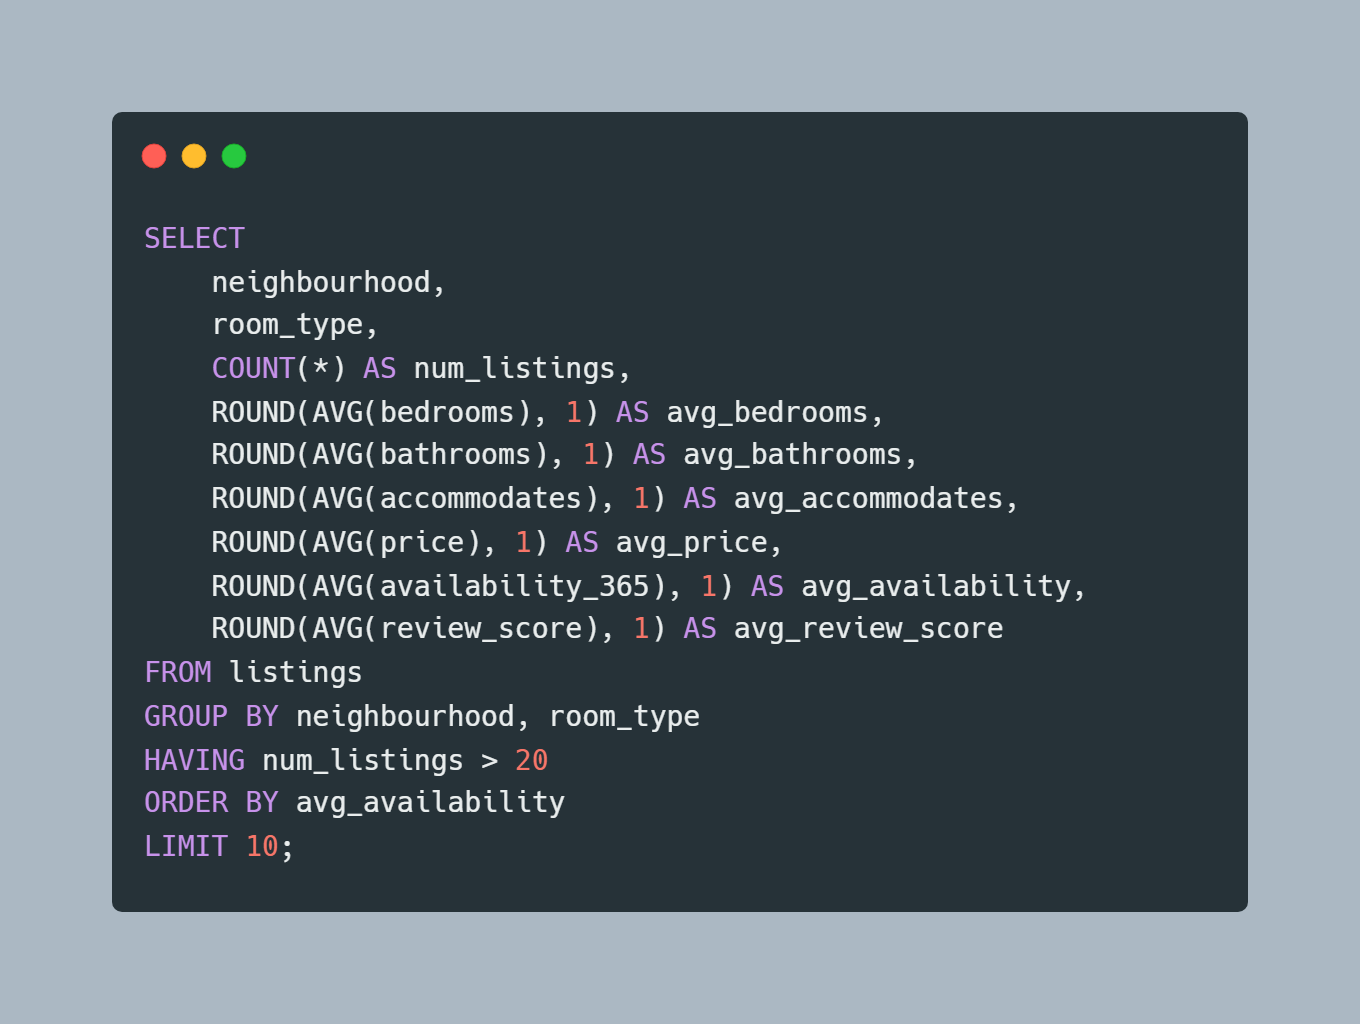 SELECT
    neighbourhood,
    room_type,
    COUNT(*) AS num_listings,
    ROUND(AVG(bedrooms), 1) AS avg_bedrooms,
    ROUND(AVG(bathrooms), 1) AS avg_bathrooms,
    ROUND(AVG(accommodates), 1) AS avg_accommodates,
    ROUND(AVG(price), 1) AS avg_price,
    ROUND(AVG(availability_365), 1) AS avg_availability,
    ROUND(AVG(review_score), 1) AS avg_review_score
FROM listings
GROUP BY neighbourhood, room_type
HAVING num_listings > 20
ORDER BY avg_availability
LIMIT 10;